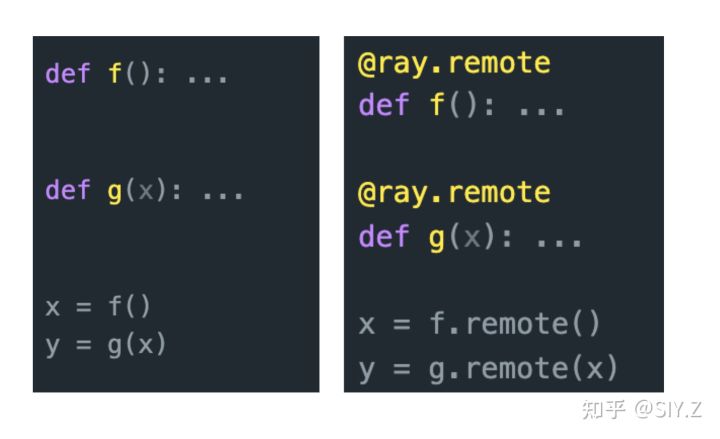 def f(): ...
def g(x): ...
x = f()
y = g(x)
@ray.remote
def f(): ...
@ray.remote
def g(x): ...
x = f.remote()
y = g.remote(x)
知乎 @SIY.Z